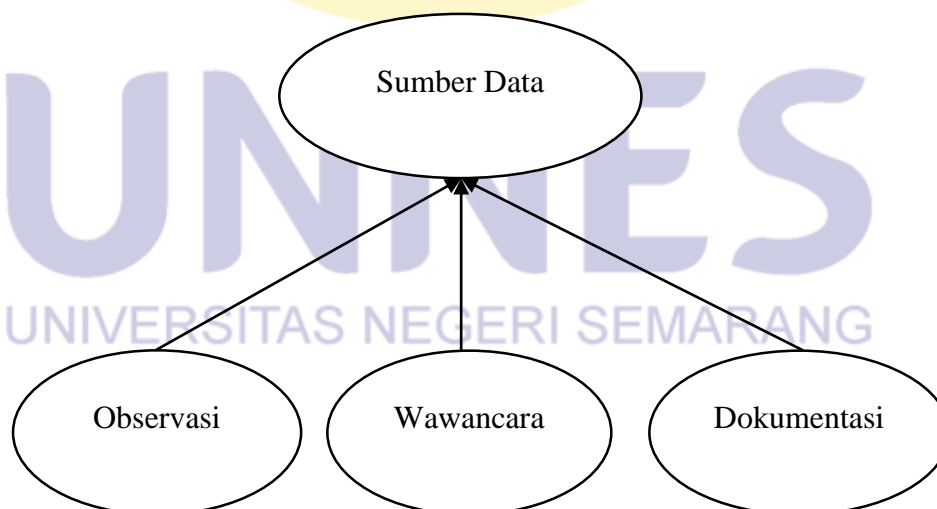 Sumber Data
UNNES
UNIVERSITAS NEGERI SEMARANG
Observasi
Wawancara
Dokumentasi